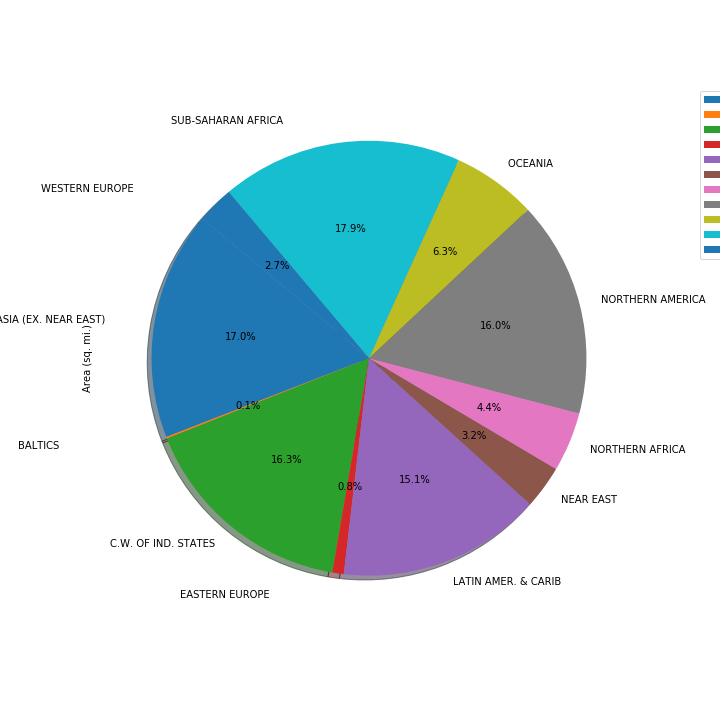 SUB-SAHARAN AFRICA
OCEANIA
WESTERN EUROPE
17.9%
6.3%
2.7%
NORTHERN AMERICA
ASIA (EX. NEAR EAST)
16.0%
17.0%
Area (sq. mi.)
0.1%
4.4%
3.2%
BALTICS
NORTHERN AFRICA
16.3%
15.1%
0.8%
NEAR EAST
C.W. OF IND. STATES
LATIN AMER. & CARIB
EASTERN EUROPE